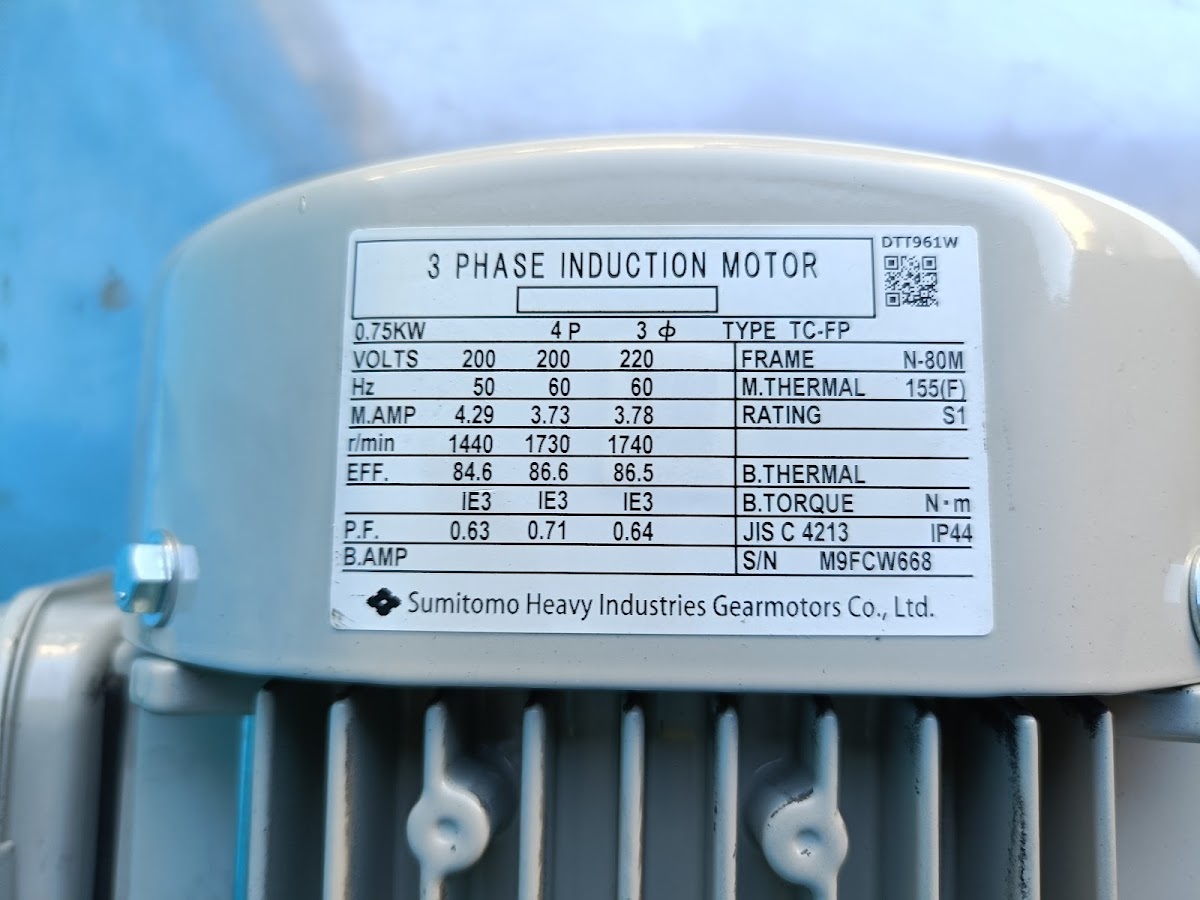 DTT961W
3 PHASE INDUCTION MOTOR
0.75KW 4P 3ϕ TYPE TC-FP
VOLTS 200 200 220 FRAME N-80M
Hz 50 60 60 M.THERMAL 155(F)
M.AMP 4.29 3.73 3.78 RATING S1
r/min 1440 1730 1740
EFF. 84.6 86.6 86.5 B.THERMAL
IE3 IE3 IE3 B.TORQUE N·m
P.F. 0.63 0.71 0.64 JIS C 4213 IP44
B.AMP S/N M9FCW668
Sumitomo Heavy Industries Gearmotors Co., Ltd.